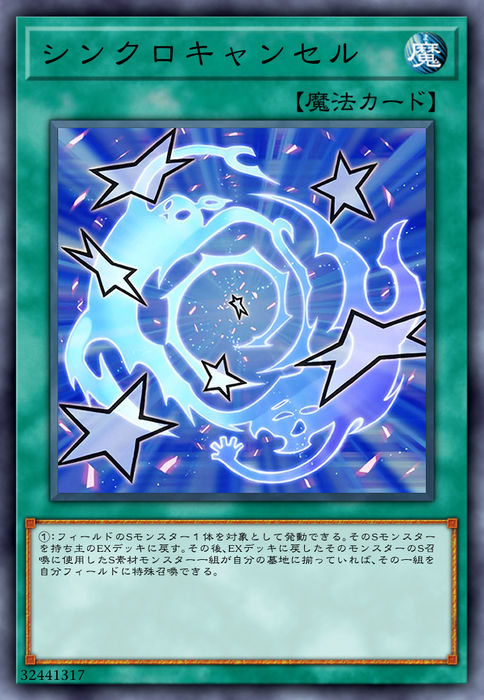 シンクロキャンセル
魔
【魔法カード】
①:フィールドのSモンスター1体を対象として発動できる。そのSモンスター
を持ち主のEXデッキに戻す。その後、EXデッキに戻したそのモンスターのS召
喚に使用したS素材モンスター一組が自分の墓地に揃っていれば、その一組を
自分フィールドに特殊召喚できる。
32441317